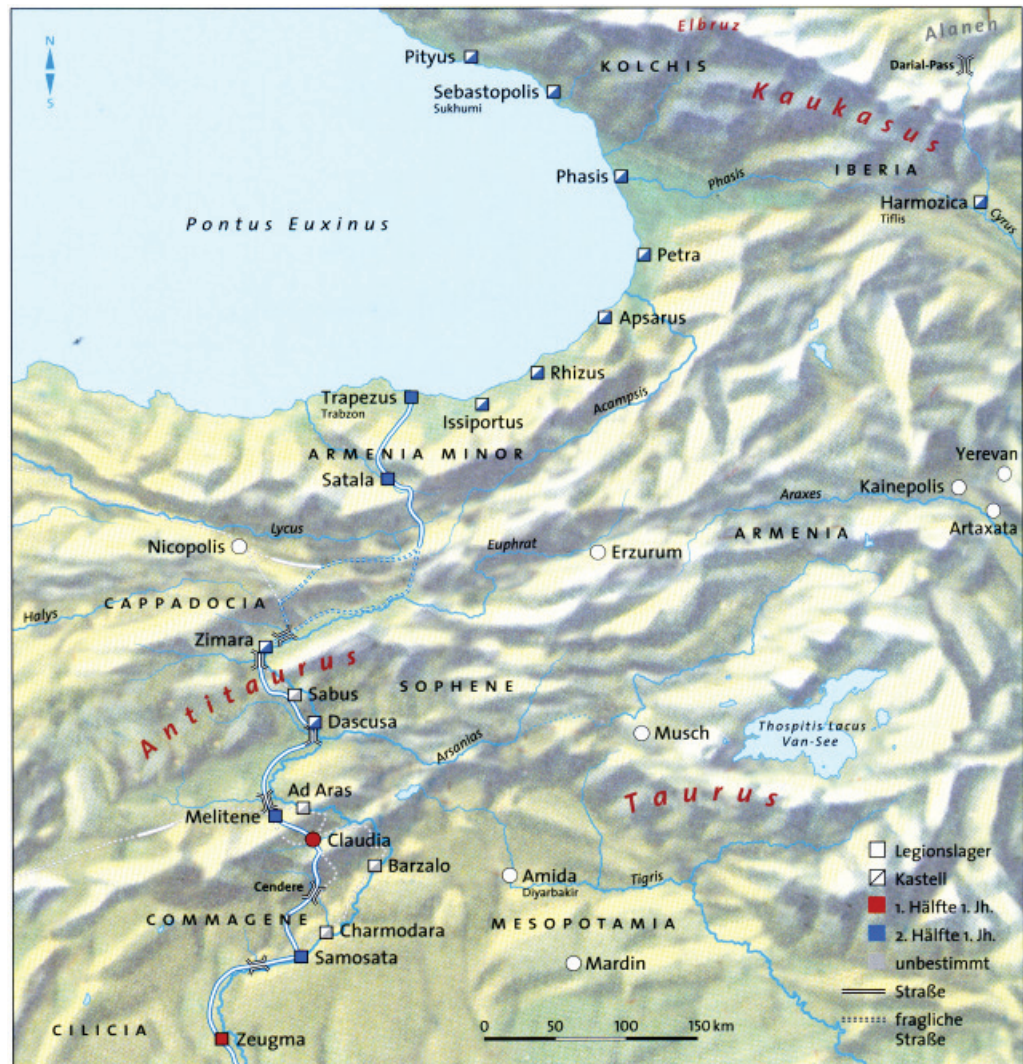 N
S
Elbruz
Alanen
Pityus
KOLCHIS
Darial-Pass
Sebastopolis
Sukhumi
Kaukasus
Phasis
Phasis
IBERIA
Harmozica
Tiflis
Cyrus
Pontus Euxinus
Petra
Apsarus
Rhizus
Trapezus
Trabzon
Issiportus
Acampsis
ARMENIA MINOR
Satala
Yerevan
Kainepolis
Araxes
Artaxata
Lycus
Nicopolis
Euphrat
Erzurum
ARMENIA
CAPPADOCIA
Halys
Zimara
Antitaurus
Sabus
SOPHENE
Dascusa
Arsanias
Musch
Thospitis Lacus
Van-See
Taurus
Ad Aras
Melitene
Claudia
Barzalo
Cendere
Amida
Diyarbakir
Tigris
COMMAGENE
Charmodara
MESOPOTAMIA
Samosata
Mardin
CILICIA
Zeugma
Legionslager
Kastell
1. Hälfte 1. Jh.
2. Hälfte 1. Jh.
unbestimmt
Straße
fragliche
Straße
0 50 100 150 km